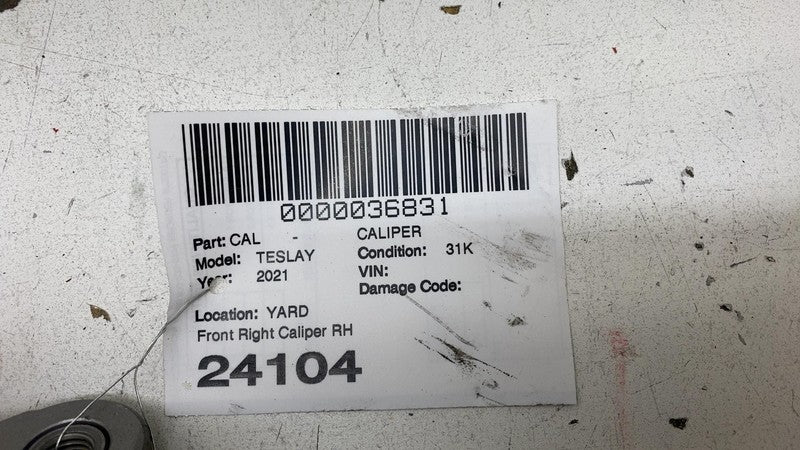 0000036831
Part: CAL - CALIPER
Model: TESLAY Condition: 31K
Year: 2021 VIN:
Damage Code:
Location: YARD
Front Right Caliper RH
24104